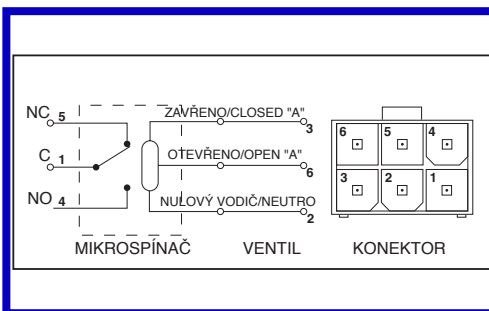 NC 5
ZAVŘENO/CLOSED "A"
3
C 1
OTEVŘENO/OPEN "A"
6
NO 4
NULOVÝ VODIČ/NEUTRO
2
6 5 4
3 2 1
MIKROSPÍNAČ VENTIL KONEKTOR